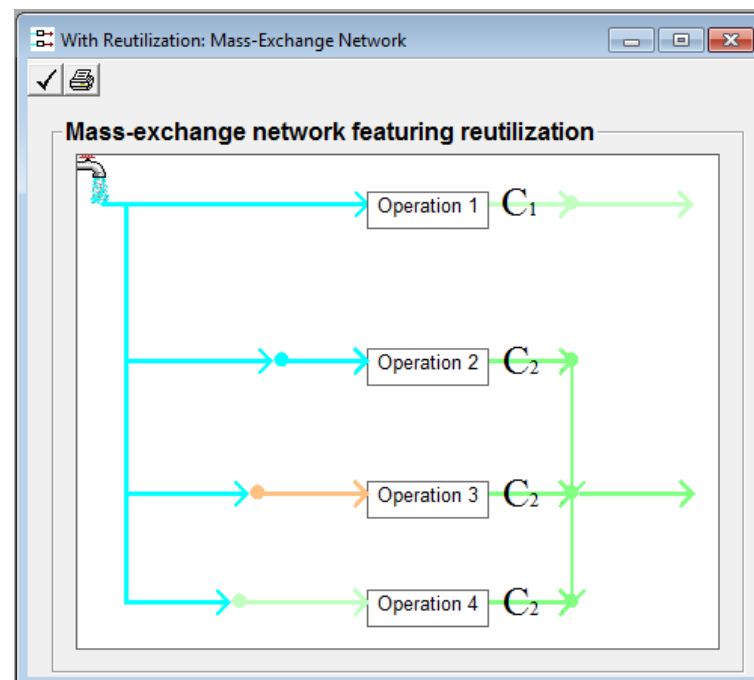 With Reutilization: Mass-Exchange Network
Mass-exchange network featuring reutilization
Operation 1 C₁
Operation 2 C₂
Operation 3 C₂
Operation 4 C₂